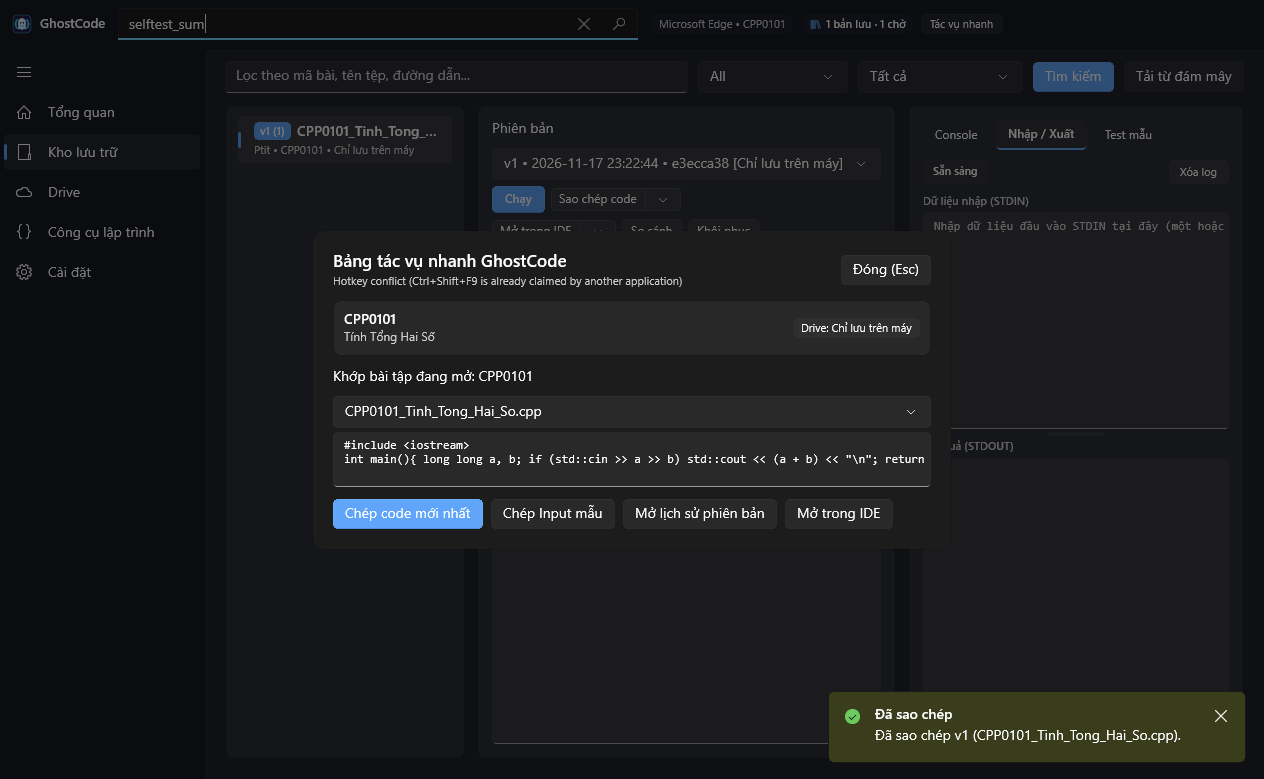 GhostCode
selftest_sum
Microsoft Edge • CPP0101
1 bản lưu · 1 chờ
Tác vụ nhanh
Lọc theo mã bài, tên tệp, đường dẫn...
All
Tất cả
Tìm kiếm
Tải từ đám mây
Tổng quan
Kho lưu trữ
Drive
Công cụ lập trình
Cài đặt
v1 (1) CPP0101_Tinh_Tong_...
Ptit • CPP0101 • Chỉ lưu trên máy
Phiên bản
v1 • 2026-11-17 23:22:44 • e3ecca38 [Chỉ lưu trên máy]
Chạy
Sao chép code
Mở trong IDE
So sánh
Khôi phục
Console
Nhập / Xuất
Test mẫu
Sẵn sàng
Xóa log
Dữ liệu nhập (STDIN)
Nhập dữ liệu đầu vào STDIN tại đây (một hoặc
(STDOUT)
Bảng tác vụ nhanh GhostCode
Hotkey conflict (Ctrl+Shift+F9 is already claimed by another application)
Đóng (Esc)
CPP0101
Tính Tổng Hai Số
Drive: Chỉ lưu trên máy
Khớp bài tập đang mở: CPP0101
CPP0101_Tinh_Tong_Hai_So.cpp
#include <iostream>
int main(){ long long a, b; if (std::cin >> a >> b) std::cout << (a + b) << "\n"; return
Chép code mới nhất
Chép Input mẫu
Mở lịch sử phiên bản
Mở trong IDE
Đã sao chép
Đã sao chép v1 (CPP0101_Tinh_Tong_Hai_So.cpp).